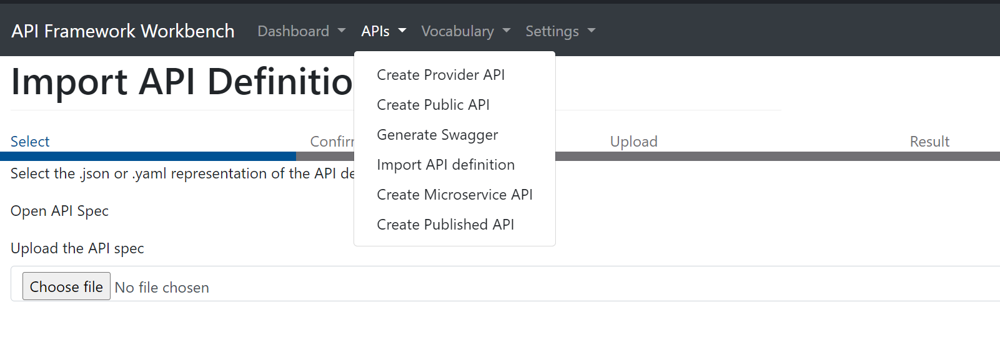 API Framework Workbench Dashboard APIs Vocabulary Settings
Import API Definitio
Create Provider API
Create Public API
Generate Swagger
Import API definition
Create Microservice API
Create Published API
Select Confirm Upload Result
Select the .json or .yaml representation of the API de
Open API Spec
Upload the API spec
Choose file No file chosen